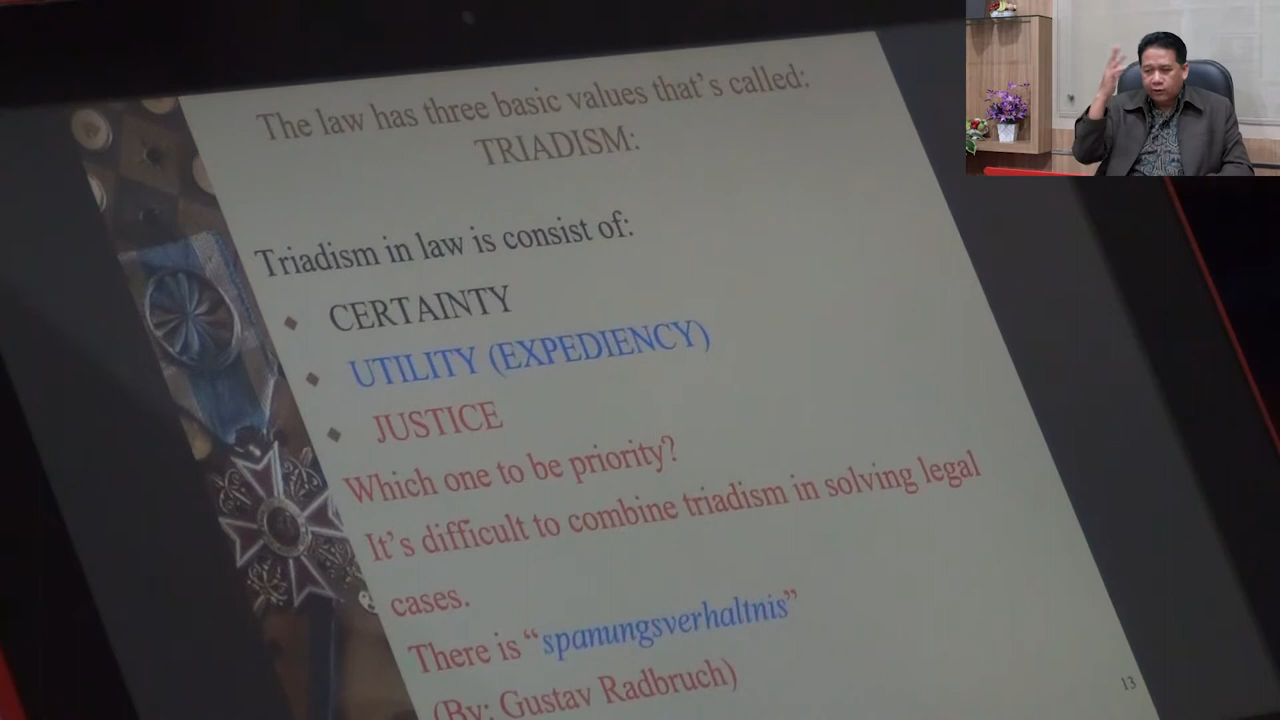 The law has three basic values that's called:
TRIADISM:
Triadism in law is consist of:
CERTAINTY
UTILITY (EXPEDIENCY)
JUSTICE
Which one to be priority?
It's difficult to combine triadism in solving legal
cases.
There is “spanungsverhaltnis”
(By: Gustav Radbruch)
13